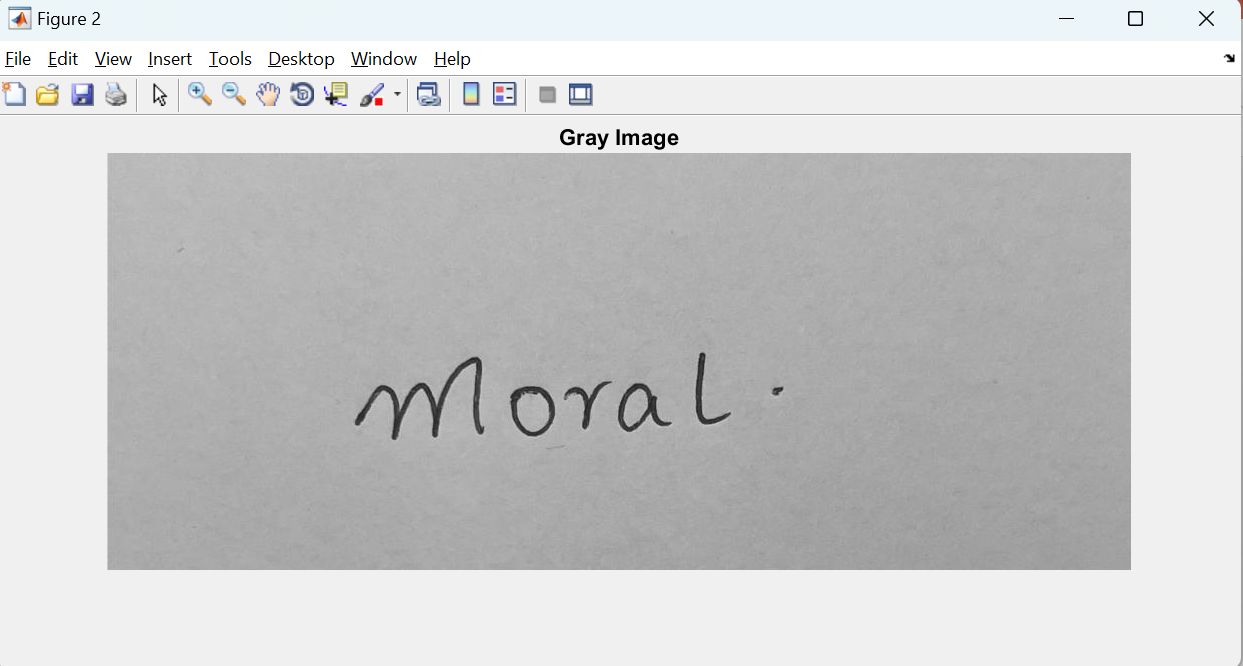 Figure 2
File Edit View Insert Tools Desktop Window Help
Gray Image
Moral.